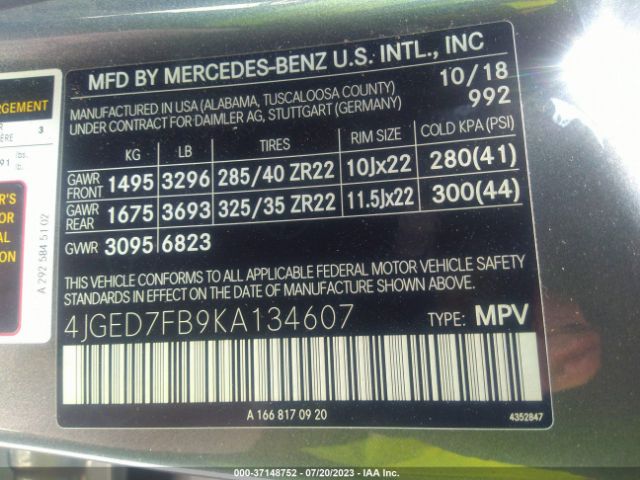 MFD BY MERCEDES-BENZ U.S. INTL., INC
10/18
MANUFACTURED IN USA (ALABAMA, TUSCALOOSA COUNTY)
UNDER CONTRACT FOR DAIMLER AG, STUTTGART (GERMANY)
992
KG LB TIRES RIM SIZE COLD KPA (PSI)
GAWR FRONT 1495 3296 285/40 ZR22 10Jx22 280(41)
GAWR REAR 1675 3693 325/35 ZR22 11.5Jx22 300(44)
GVWR 3095 6823
THIS VEHICLE CONFORMS TO ALL APPLICABLE FEDERAL MOTOR VEHICLE SAFETY
STANDARDS IN EFFECT ON THE DATE OF MANUFACTURE SHOWN ABOVE.
4JGED7FB9KA134607 TYPE: MPV
A 166 817 09 20
4352847
A 292 584 51 02
3
91 lbs.
000-37148752 - 07/20/2023 - IAA Inc.